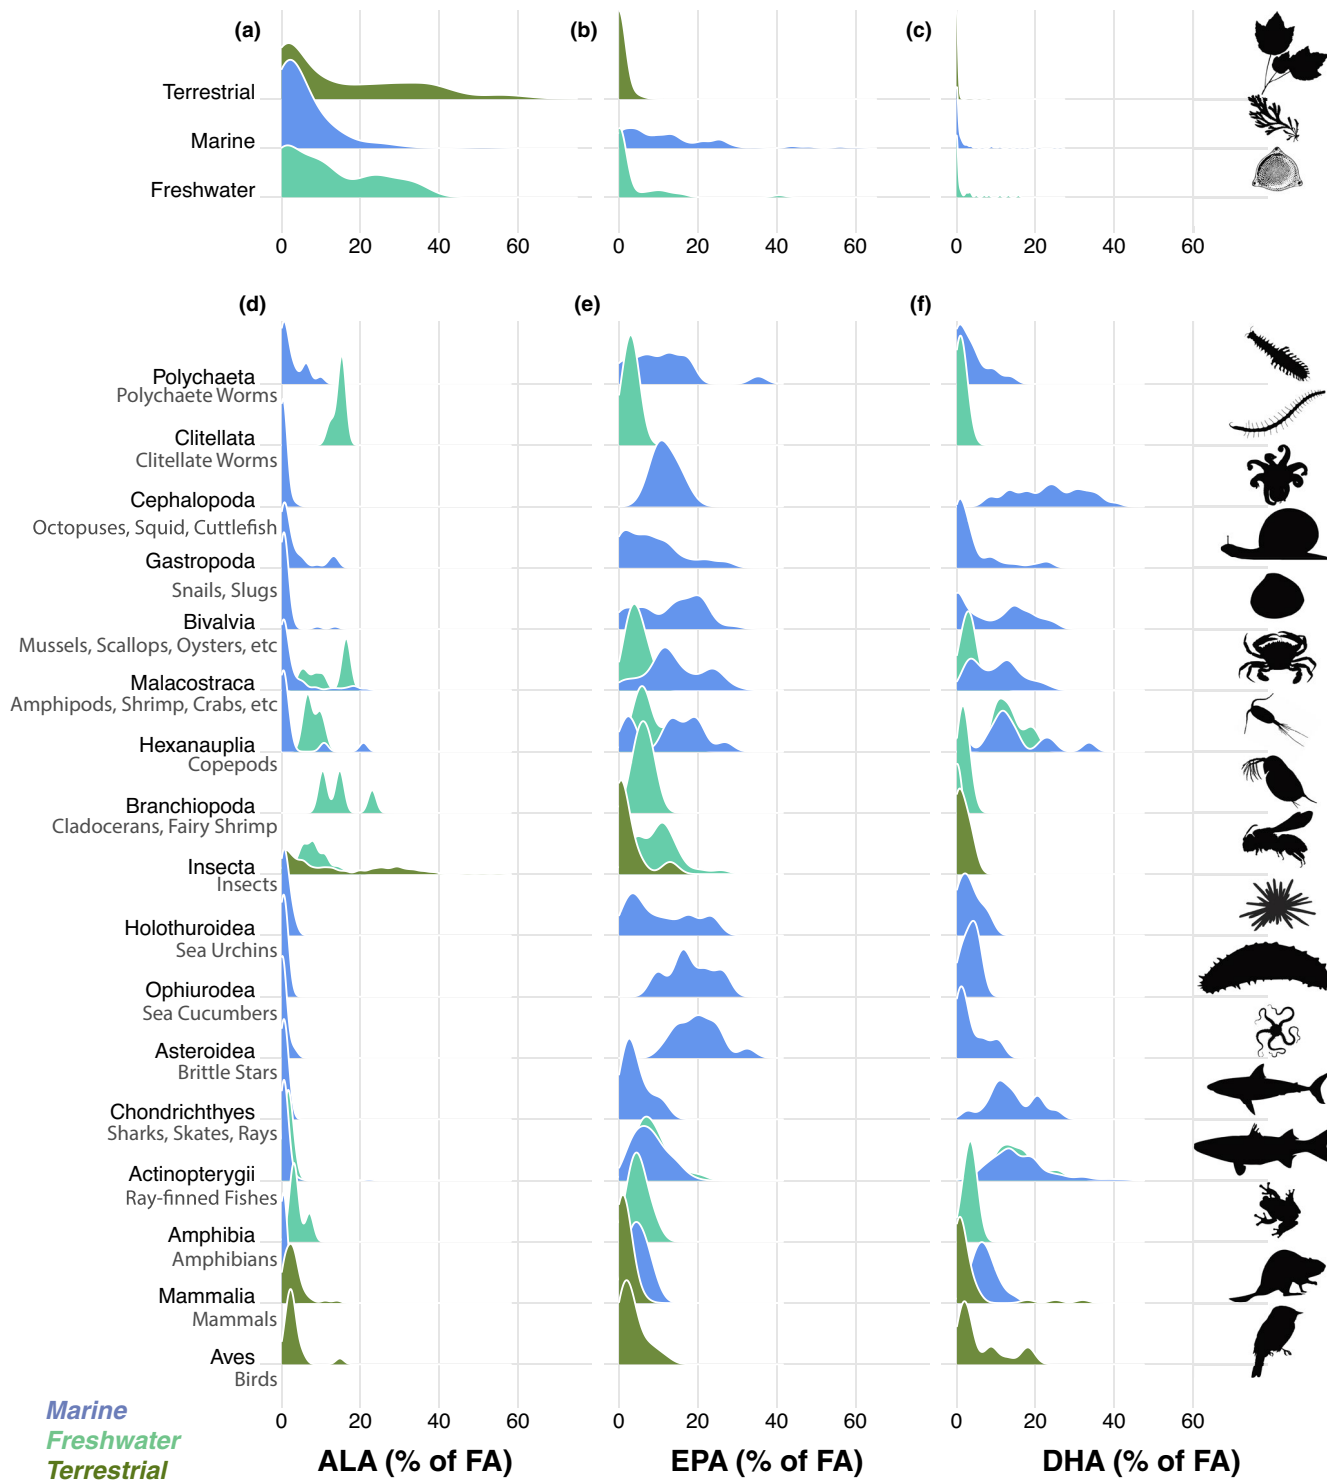 (a) (b) (c)
Terrestrial
Marine
Freshwater
0 20 40 60 0 20 40 60 0 20 40 60
(d) (e) (f)
Polychaeta
Polychaete Worms
Clitellata
Clitellate Worms
Cephalopoda
Octopuses, Squid, Cuttlefish
Gastropoda
Snails, Slugs
Bivalvia
Mussels, Scallops, Oysters, etc
Malacostraca
Amphipods, Shrimp, Crabs, etc
Hexanauplia
Copepods
Branchiopoda
Cladocerans, Fairy Shrimp
Insecta
Insects
Holothuroidea
Sea Urchins
Ophiurodea
Sea Cucumbers
Asteroidea
Brittle Stars
Chondrichthyes
Sharks, Skates, Rays
Actinopterygii
Ray-finned Fishes
Amphibia
Amphibians
Mammalia
Mammals
Aves
Birds
0 20 40 60 0 20 40 60 0 20 40 60
Marine
Freshwater
Terrestrial
ALA (% of FA) EPA (% of FA) DHA (% of FA)